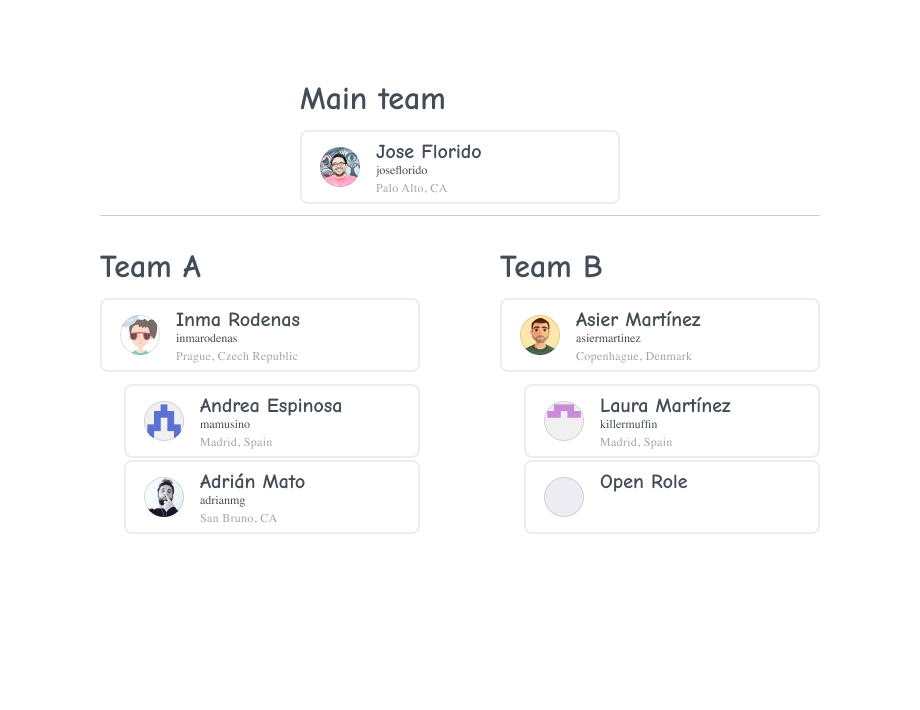 Main team
Jose Florido
joseflorido
Palo Alto, CA
Team A
Inma Rodenas
inmarodenas
Prague, Czech Republic
Andrea Espinosa
mamusino
Madrid, Spain
Adrián Mato
adrianmg
San Bruno, CA
Team B
Asier Martínez
asiermartinez
Copenhague, Denmark
Laura Martínez
killermuffin
Madrid, Spain
Open Role